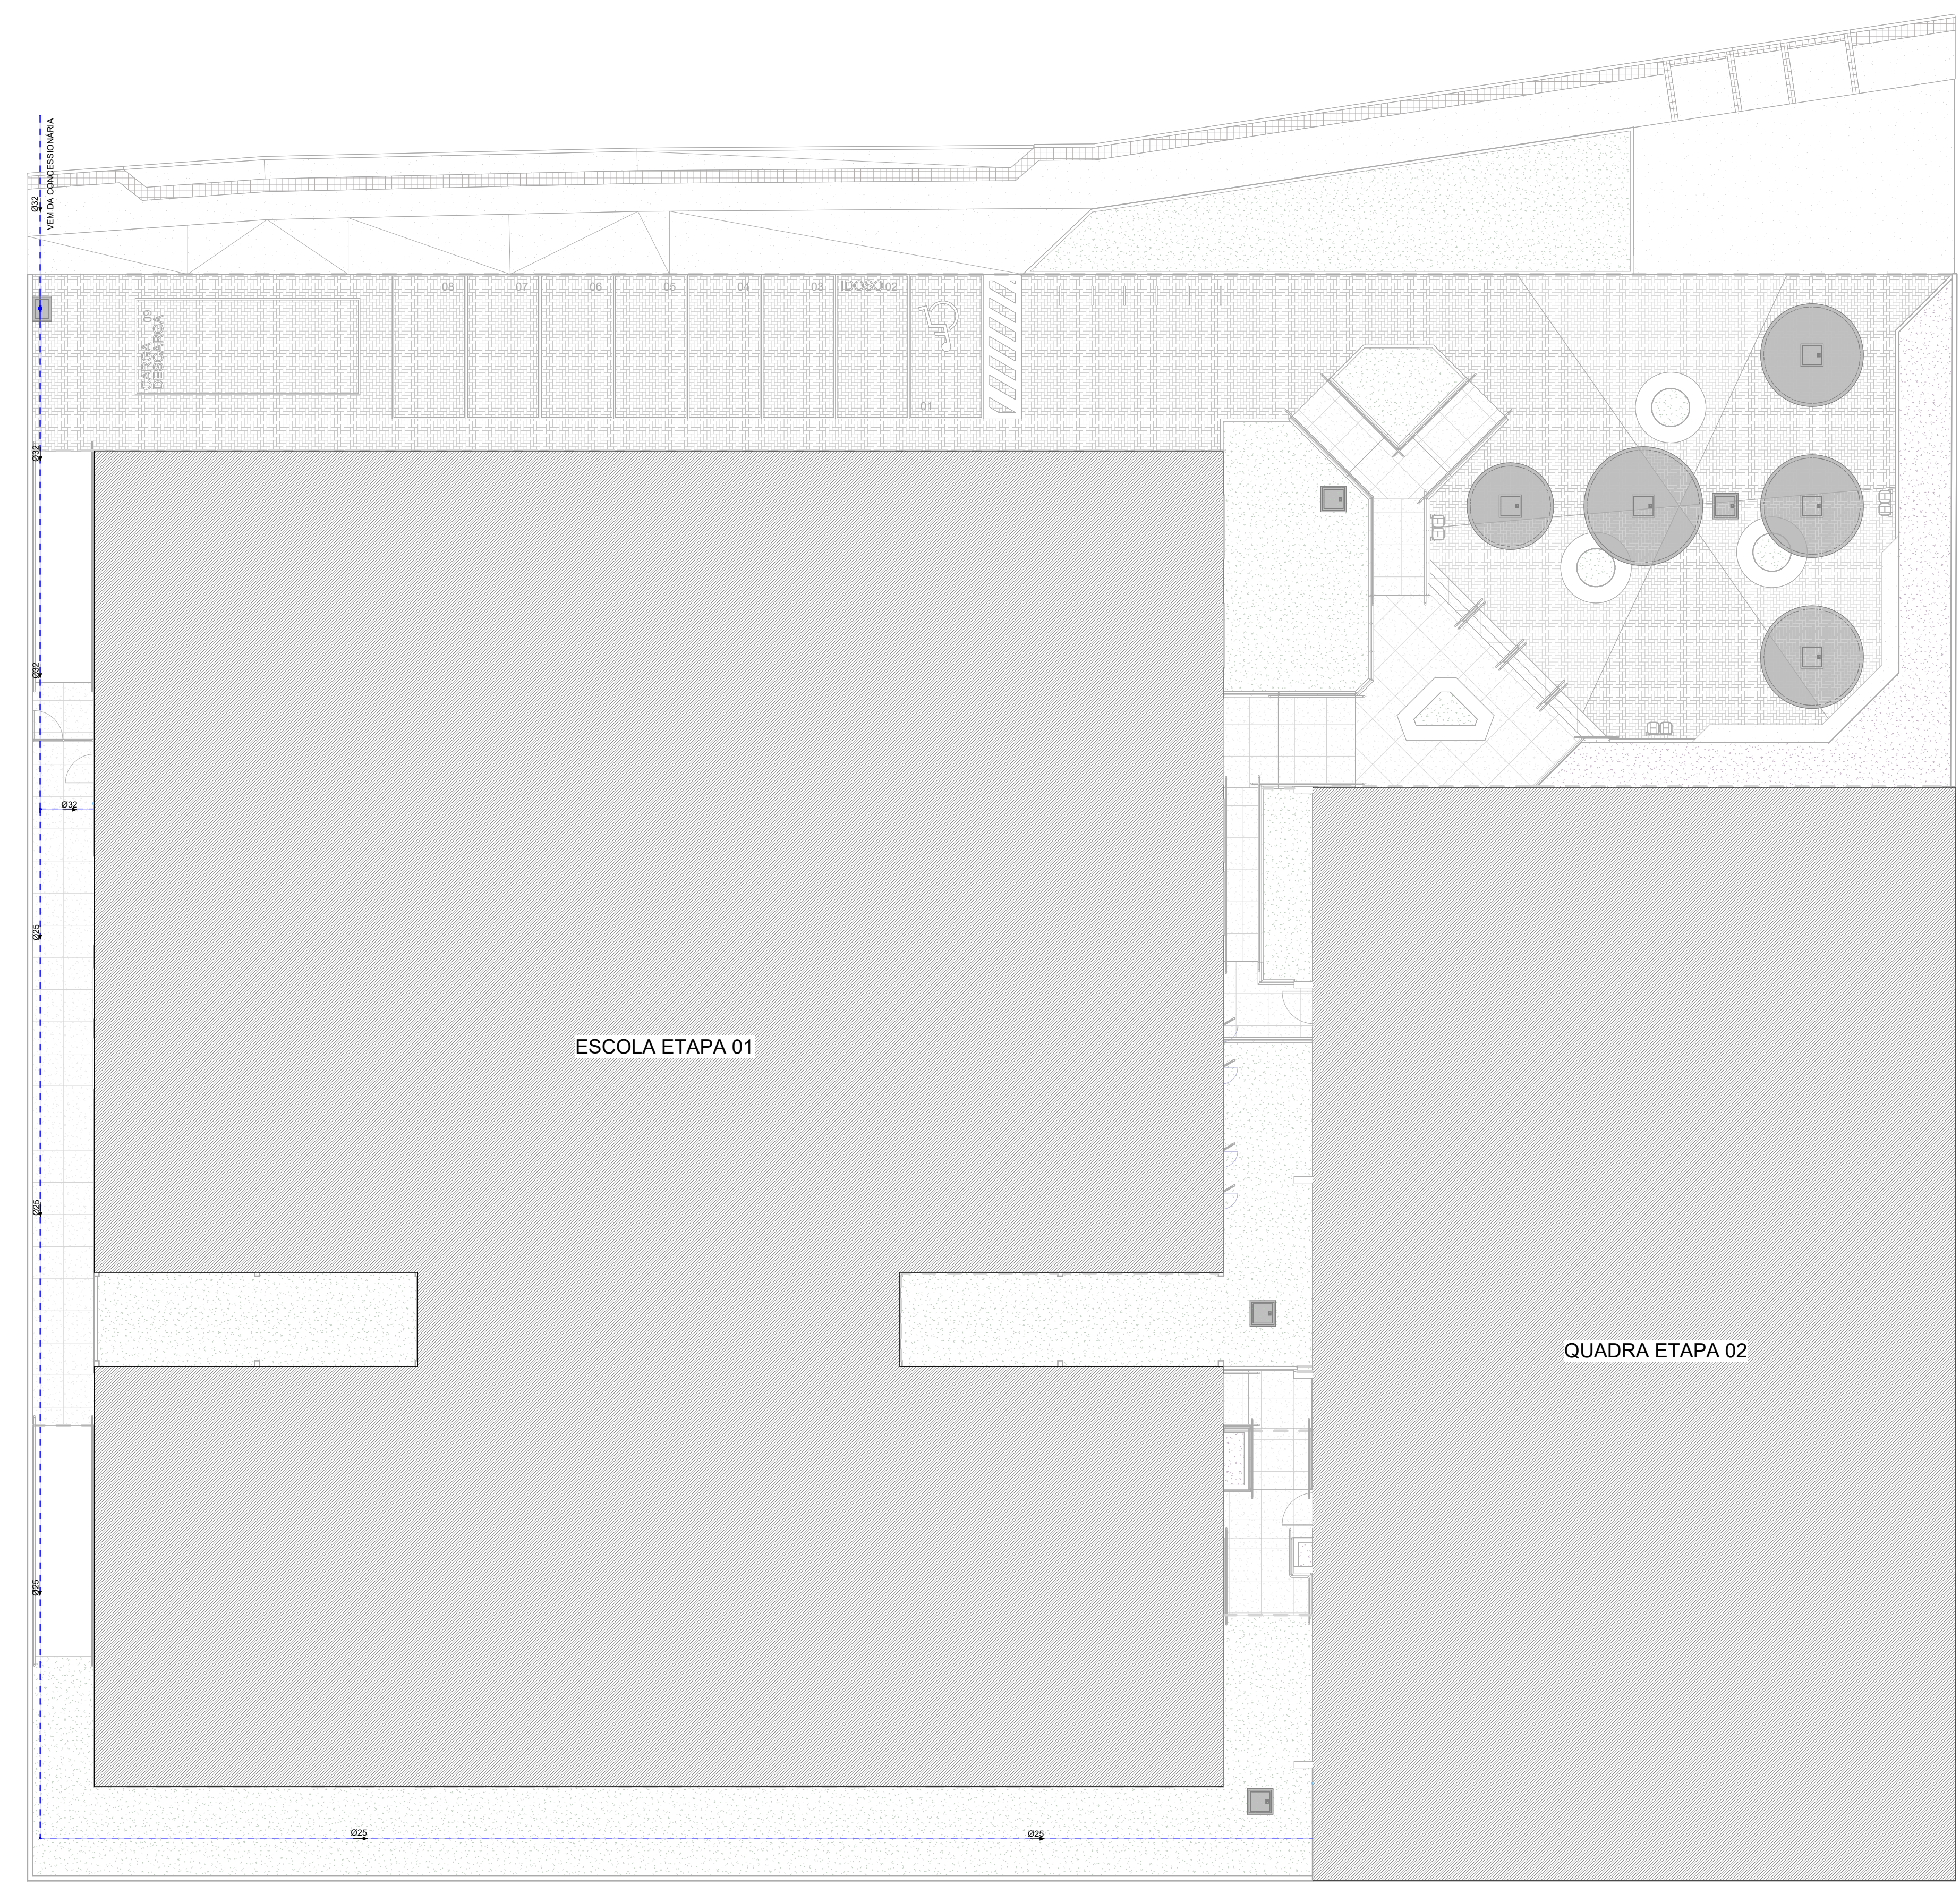 VEM DA CONCESSIONÁRIA
Ø32
08
07
06
05
04
03
IDOSO 02
01
CARGA 09
DESCARGA
Ø32
Ø32
Ø32
Ø25
ESCOLA ETAPA 01
Ø25
QUADRA ETAPA 02
Ø25
Ø25
Ø25